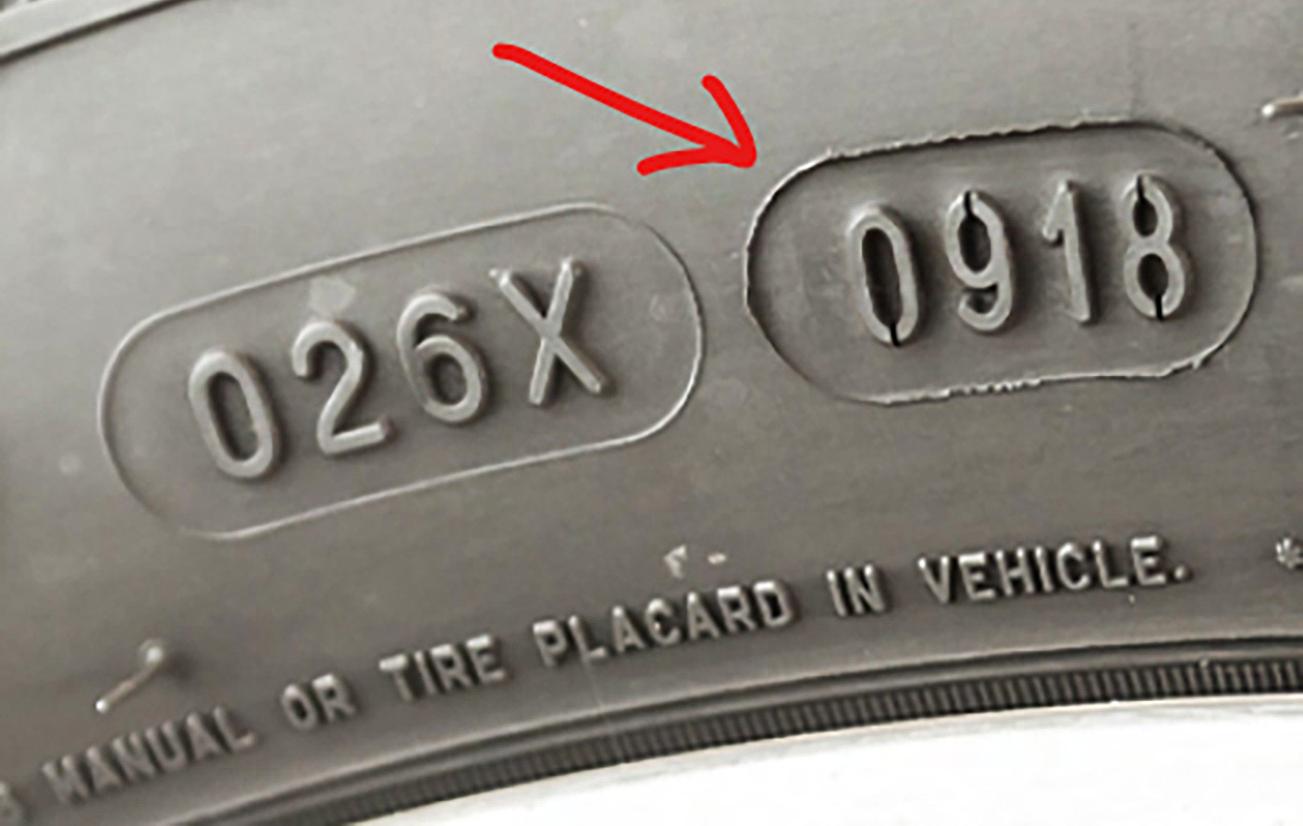 026X 0918
MANUAL OR TIRE PLACARD IN VEHICLE. *